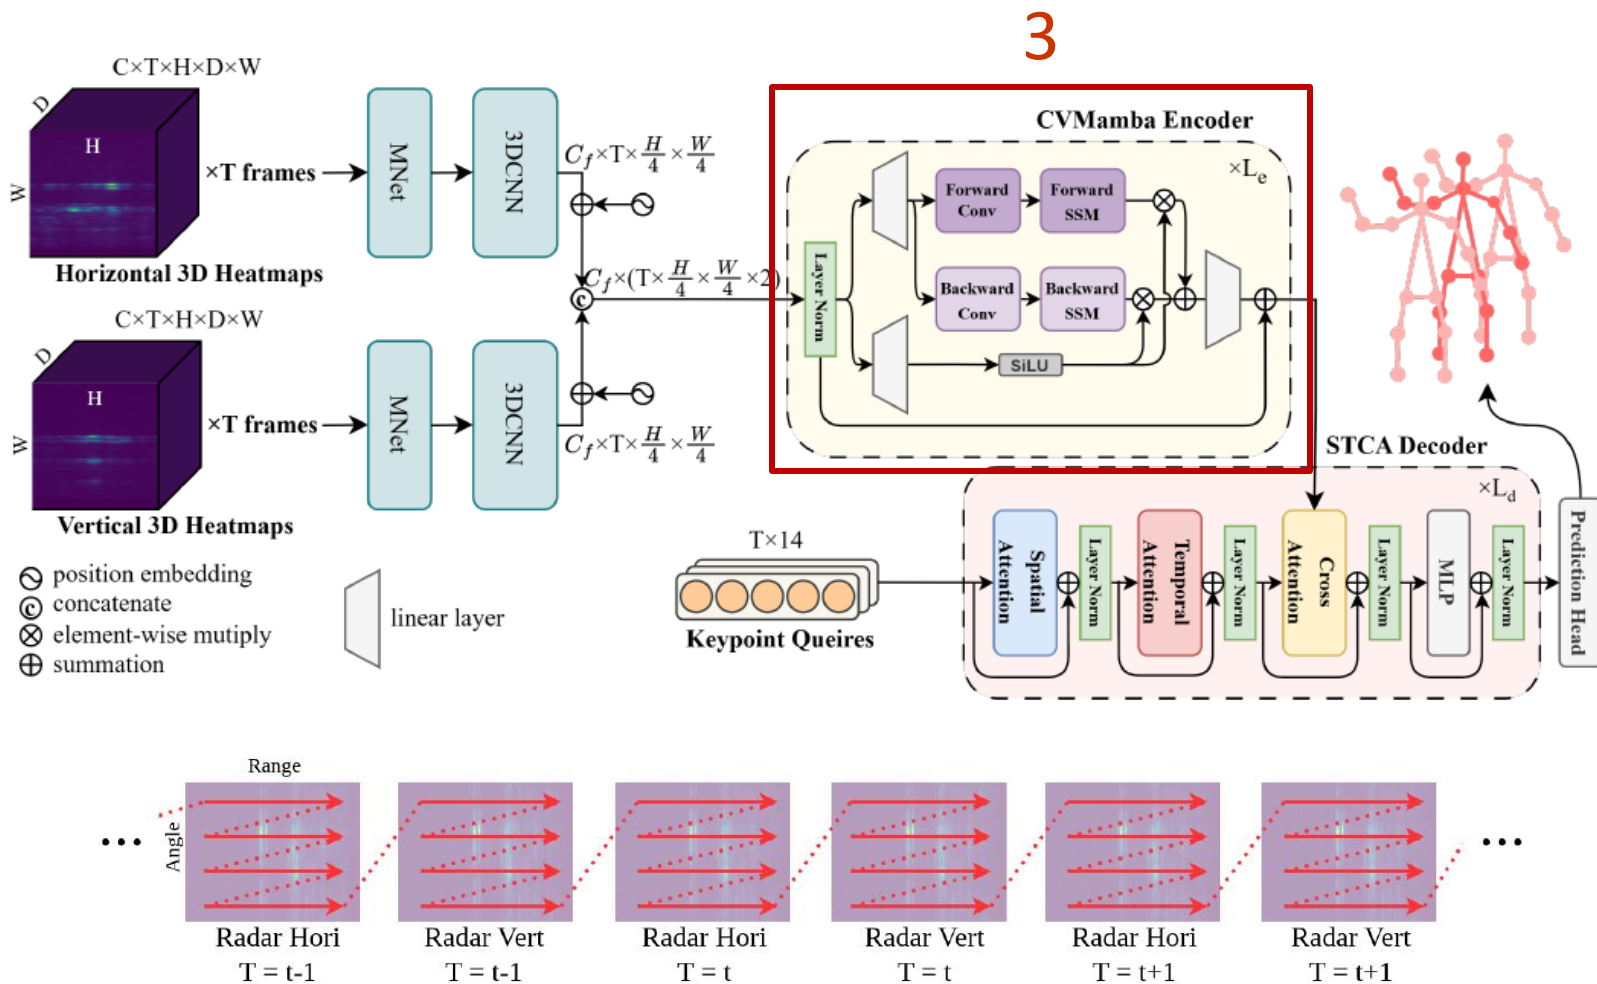 3
C×T×H×D×W
D
H
W
×T frames
Horizontal 3D Heatmaps
MNet
3DCNN
C_f×T×H/4×W/4
C_f×(T×H/4×W/4×2)
c
C×T×H×D×W
D
H
W
×T frames
Vertical 3D Heatmaps
MNet
3DCNN
C_f×T×H/4×W/4
CVMamba Encoder
×L_e
Layer Norm
Forward Conv
Forward SSM
Backward Conv
Backward SSM
SiLU
STCA Decoder
×L_d
T×14
Keypoint Queires
Spatial Attention
Layer Norm
Temporal Attention
Layer Norm
Cross Attention
Layer Norm
MLP
Layer Norm
Prediction Head
position embedding
c concatenate
element-wise mutiply
summation
linear layer
Range
Angle
...
...
Radar Hori
T = t-1
Radar Vert
T = t-1
Radar Hori
T = t
Radar Vert
T = t
Radar Hori
T = t+1
Radar Vert
T = t+1